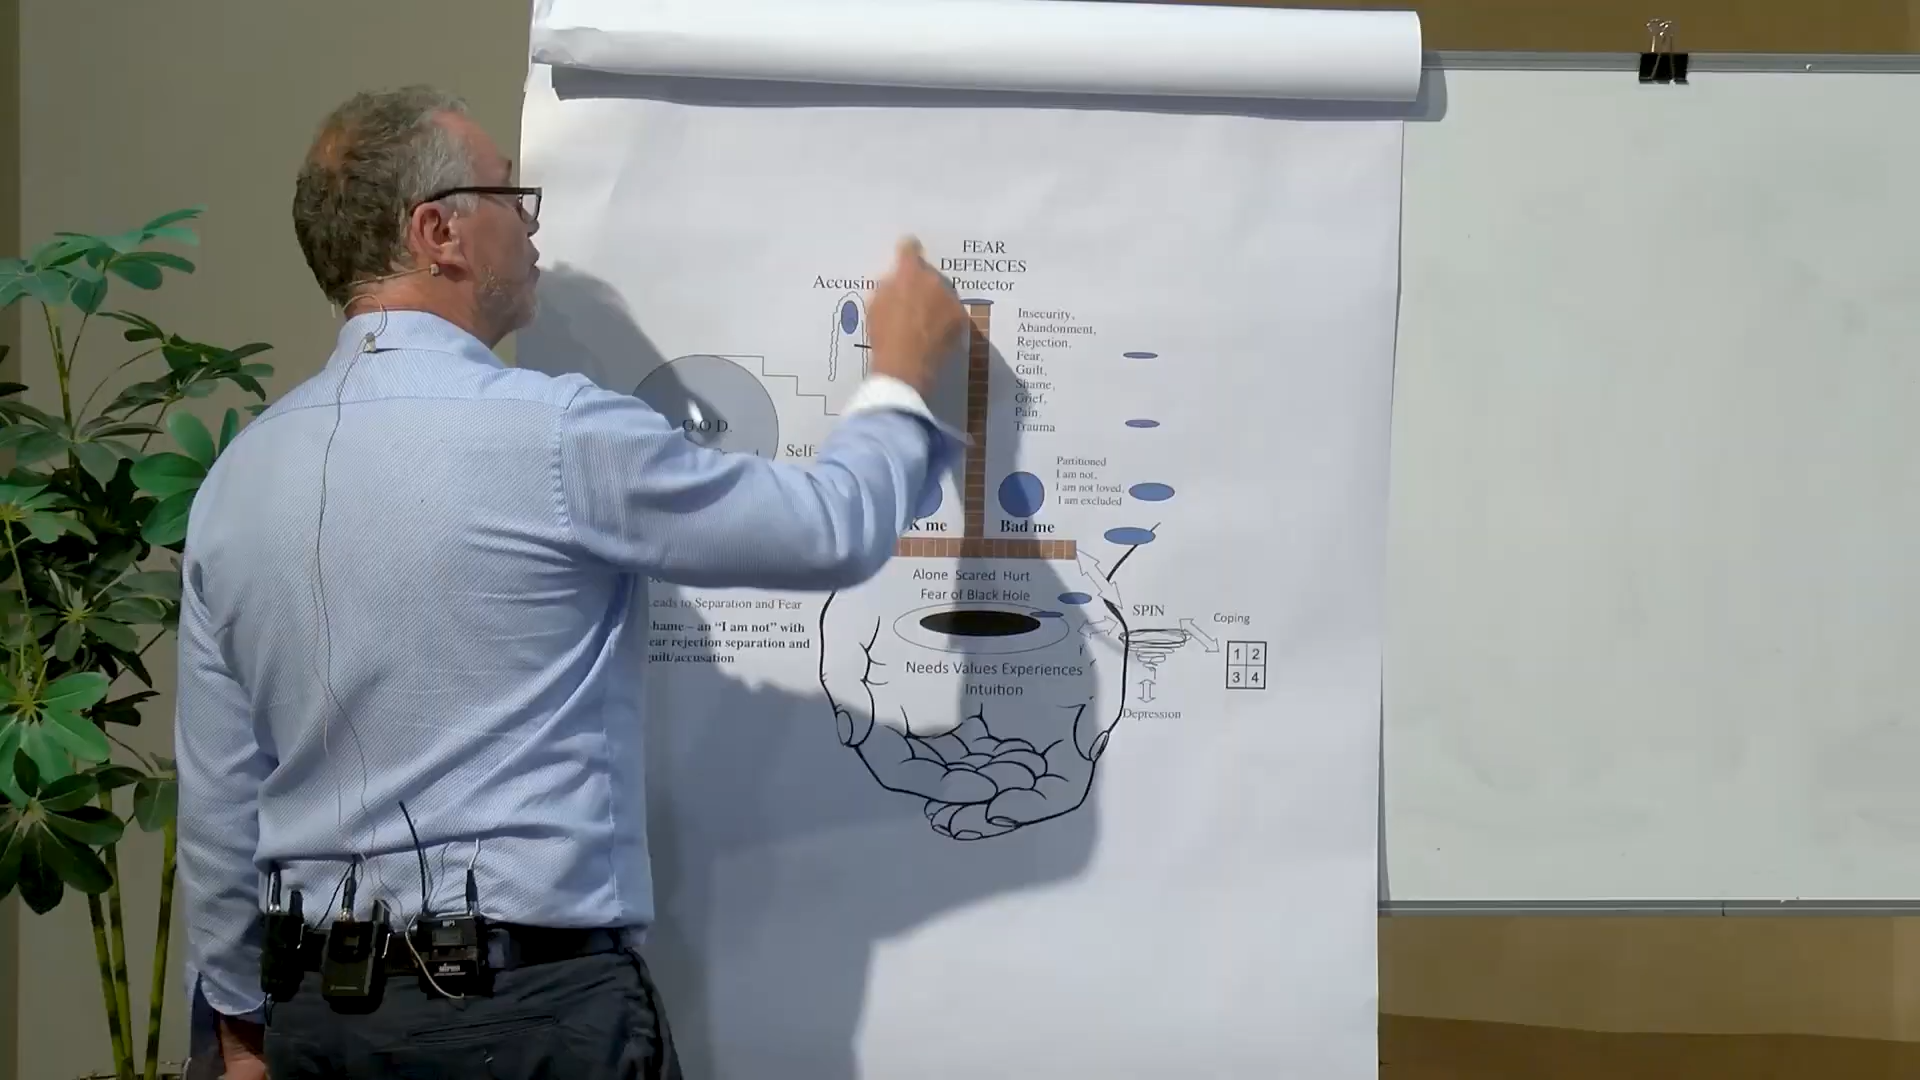 FEAR
DEFENCES
Protector
Accusin
Insecurity,
Abandonment,
Rejection,
Fear,
Guilt,
Shame,
Grief,
Pain,
Trauma
G.O.D.
Self-
Partitioned
I am not,
I am not loved,
I am excluded
K me
Bad me
Alone Scared Hurt
Fear of Black Hole
eads to Separation and Fear
hame – an “I am not” with
ear rejection separation and
uilt/accusation
SPIN
Coping
1 2
3 4
Needs Values Experiences
Intuition
Depression